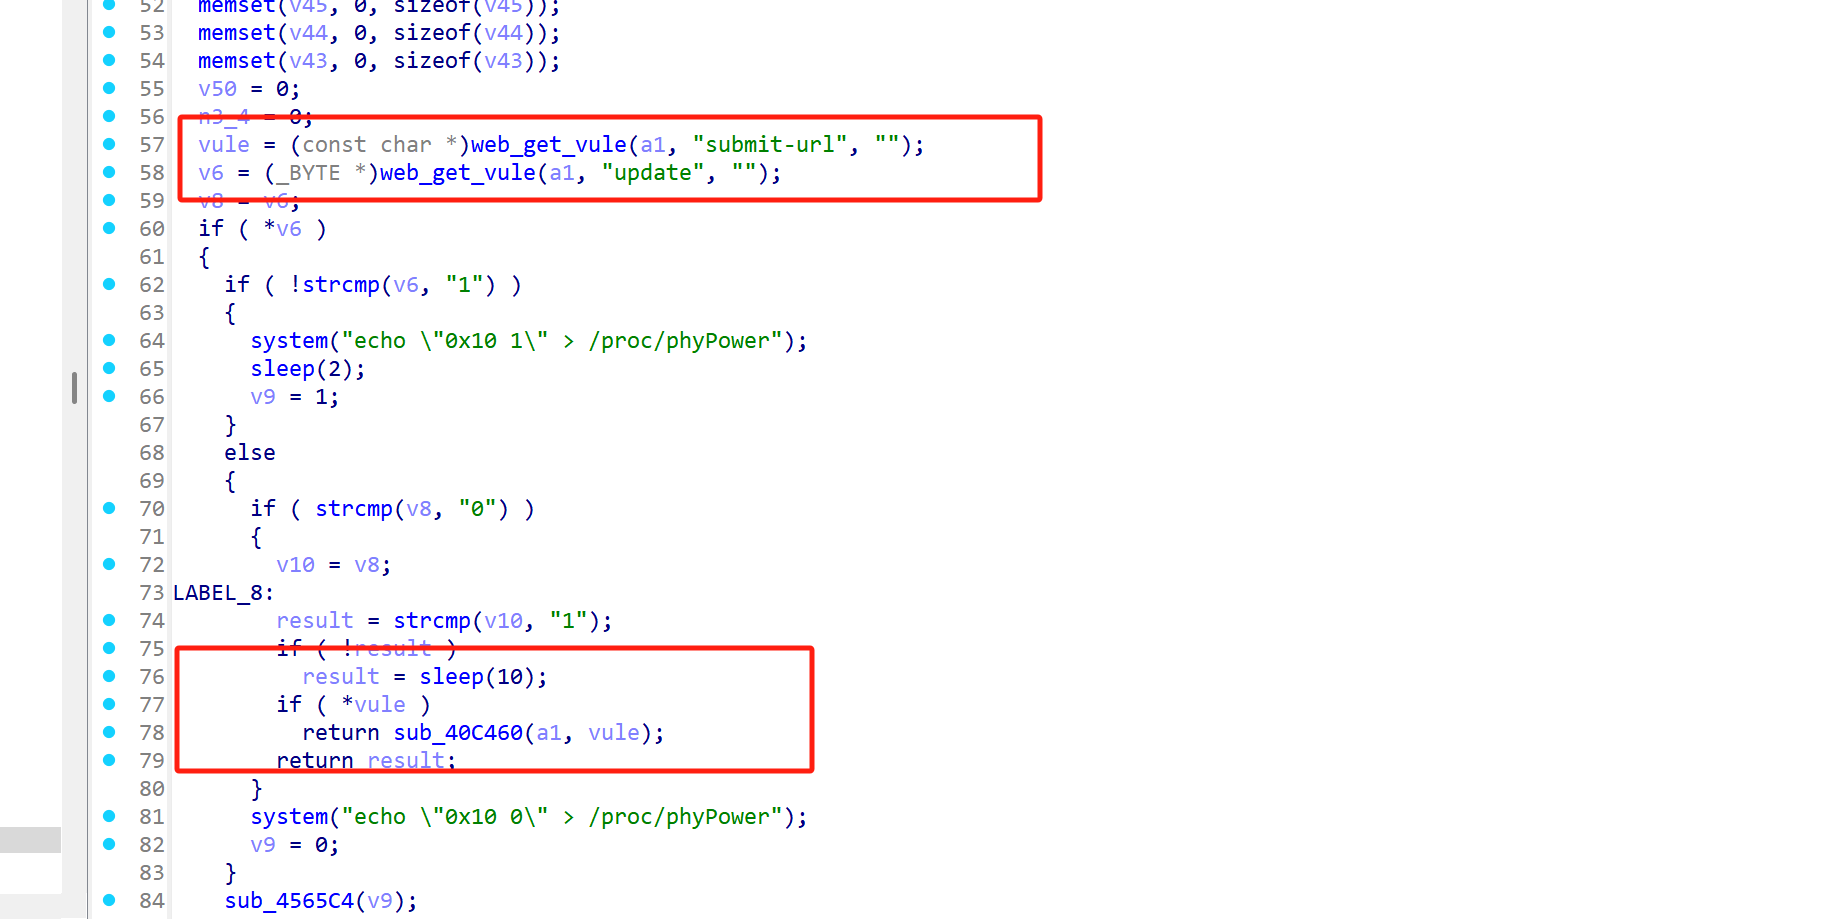 52 memset(v45, 0, sizeof(v45));
53 memset(v44, 0, sizeof(v44));
54 memset(v43, 0, sizeof(v43));
55 v50 = 0;
56 n3_4 = 0;
57 vule = (const char *)web_get_vule(a1, "submit-url", "");
58 v6 = (_BYTE *)web_get_vule(a1, "update", "");
59 v8 = v6;
60 if ( *v6 )
61 {
62 if ( !strcmp(v6, "1") )
63 {
64 system("echo \"0x10 1\" > /proc/phyPower");
65 sleep(2);
66 v9 = 1;
67 }
68 else
69 {
70 if ( strcmp(v8, "0") )
71 {
72 v10 = v8;
73 LABEL_8:
74 result = strcmp(v10, "1");
75 if ( !result )
76 result = sleep(10);
77 if ( *vule )
78 return sub_40C460(a1, vule);
79 return result;
80 }
81 system("echo \"0x10 0\" > /proc/phyPower");
82 v9 = 0;
83 }
84 sub_4565C4(v9);